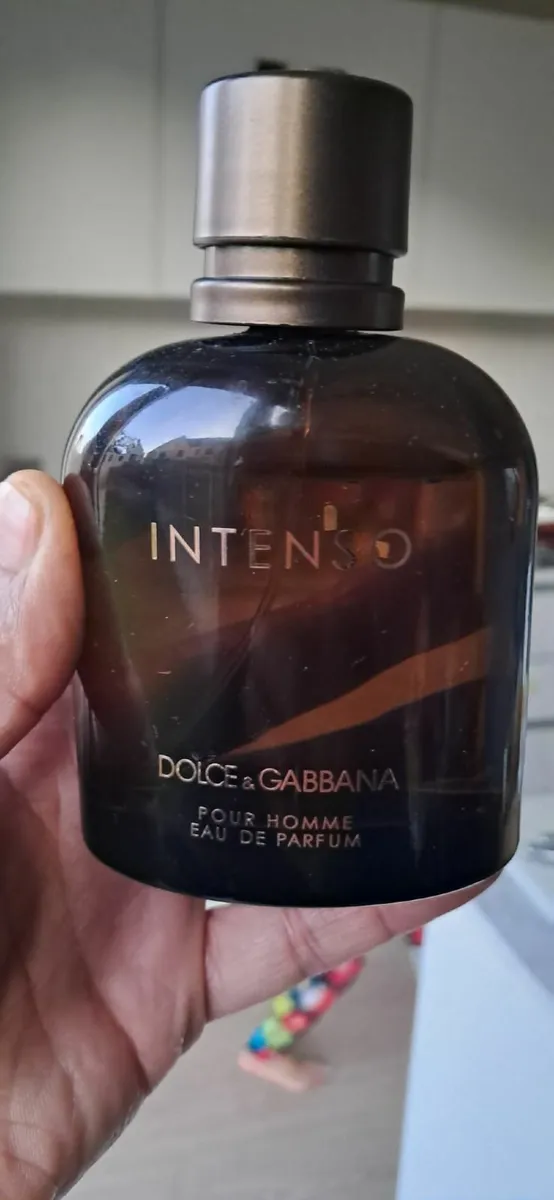 INTENSO
DOLCE & GABBANA
POUR HOMME
EAU DE PARFUM